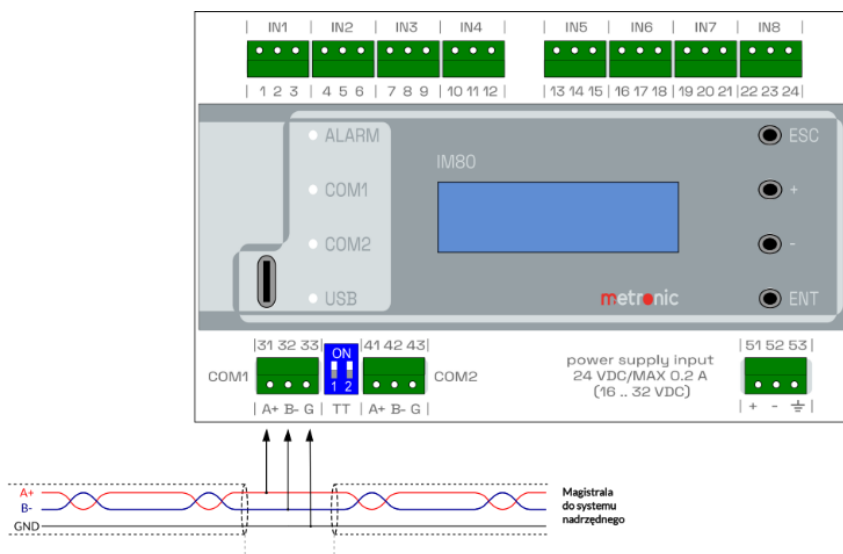 IN1 IN2 IN3 IN4 IN5 IN6 IN7 IN8
1 2 3 4 5 6 7 8 9 10 11 12 13 14 15 16 17 18 19 20 21 22 23 24
ALARM
ESC
IM80
COM1
+
COM2
-
USB
metronic
ENT
31 32 33 41 42 43 51 52 53
ON
COM1
1 2
COM2
power supply input
24 VDC/MAX 0.2 A
(16 .. 32 VDC)
A+ B- G TT A+ B- G + -
A+
B-
GND
Magistrala
do systemu
nadrzędnego